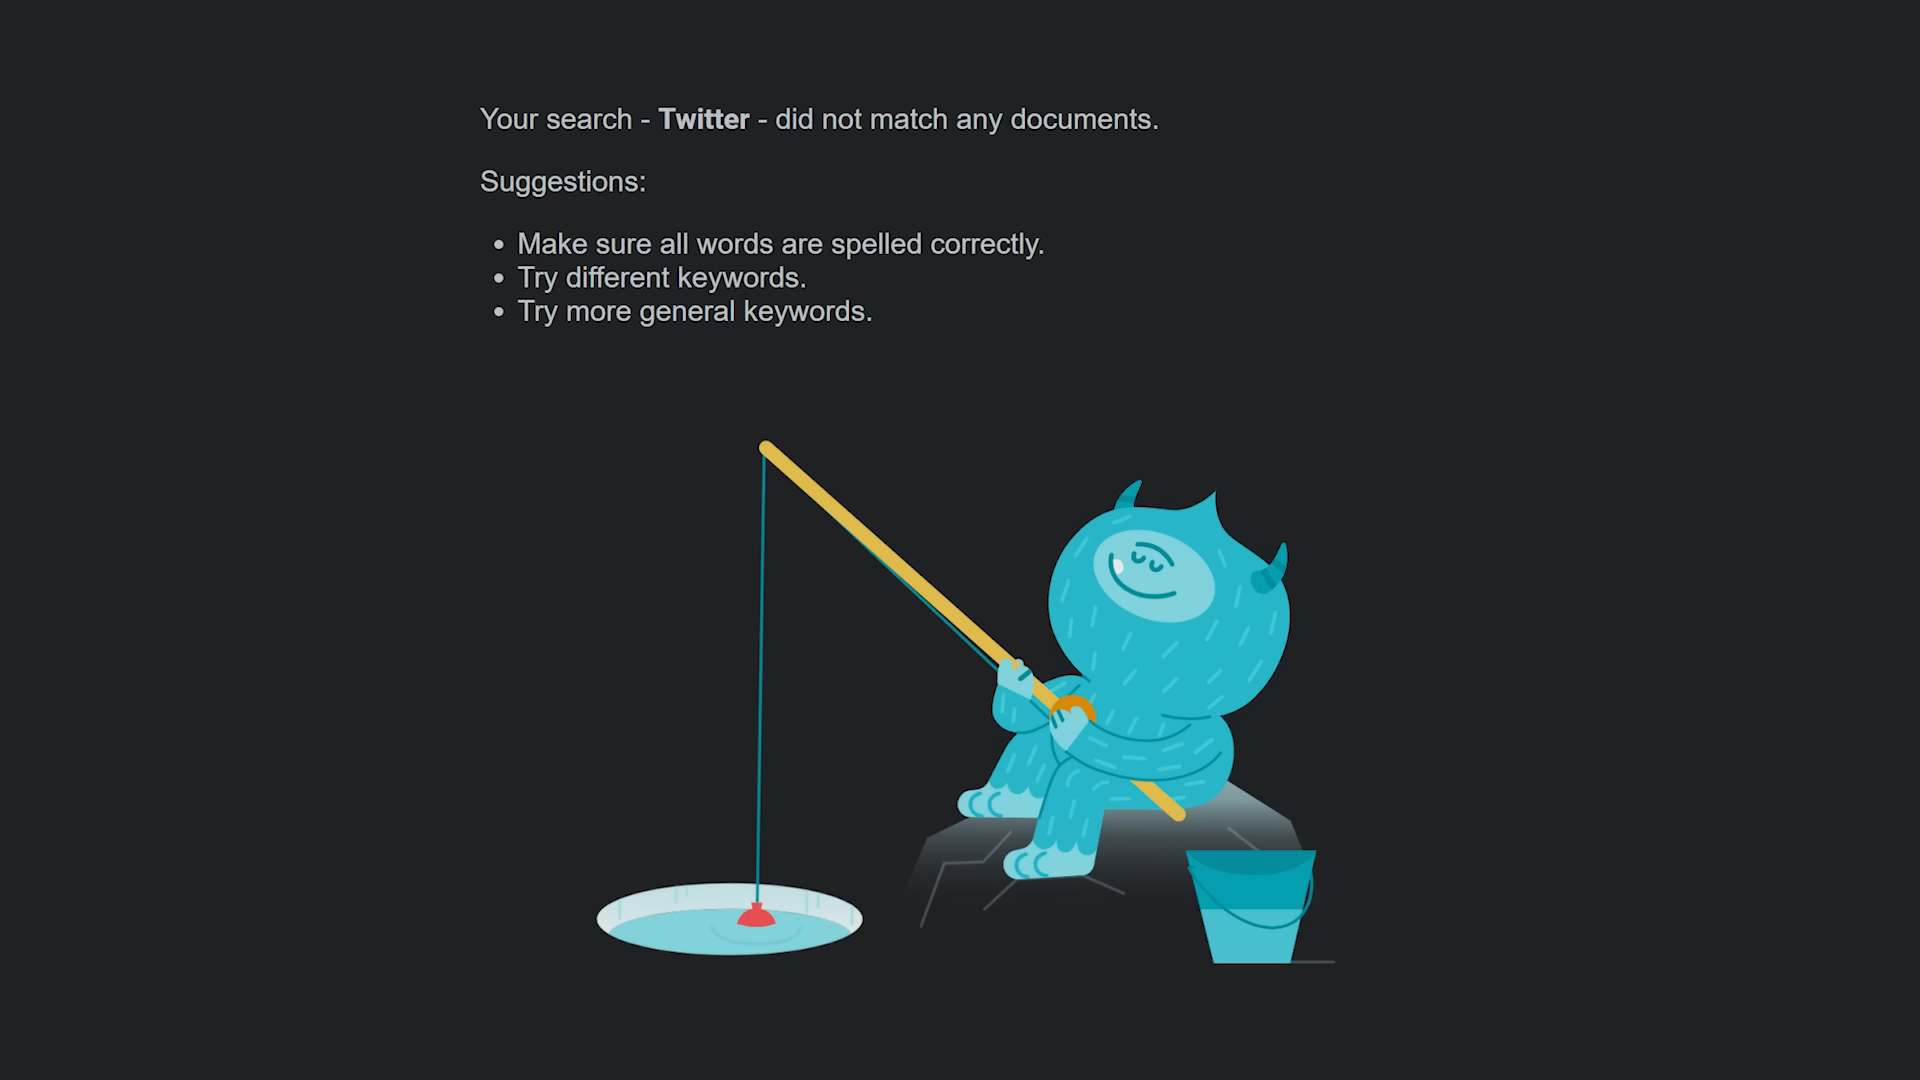 Your search - Twitter - did not match any documents.
Suggestions:
• Make sure all words are spelled correctly.
• Try different keywords.
• Try more general keywords.